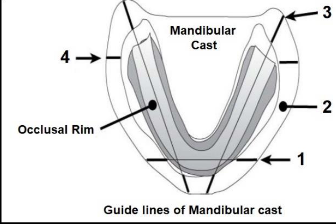 3
Mandibular
Cast
4
2
Occlusal Rim
1
Guide lines of Mandibular cast